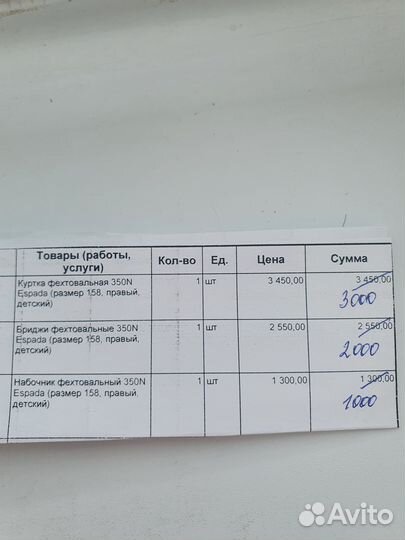 Товары (работы, Кол-во Ед. Цена Сумма
услуги)
Куртка фехтовальная 350N 1 шт 3 450,00 3 450,00
Espada (размер 158, правый, 3000
детский)
Бриджи фехтовальные 350N 1 шт 2 550,00 2 550,00
Espada (размер 158, правый, 2000
детский)
Набочник фехтовальный 350N 1 шт 1 300,00 1 300,00
Espada (размер 158, правый, 1000
детский)
Avito